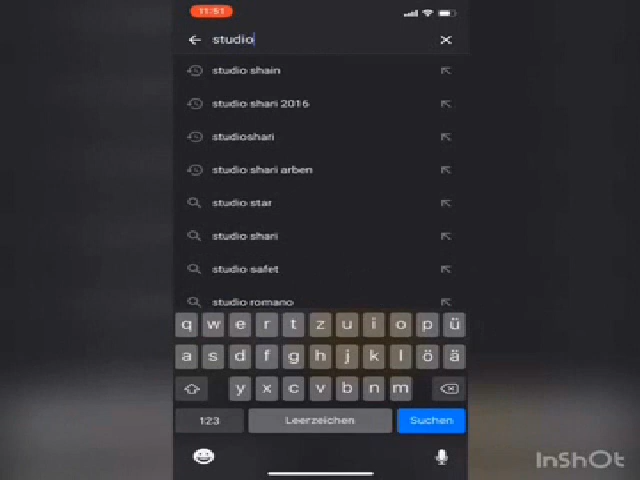 11:51
studio
studio shain
studio shari 2016
studioshari
studio shari arben
studio star
studio shari
studio safet
studio romano
q w e r t z u i o p ü
a s d f g h j k l ö ä
y x c v b n m
123 Leerzeichen Suchen
InShOt